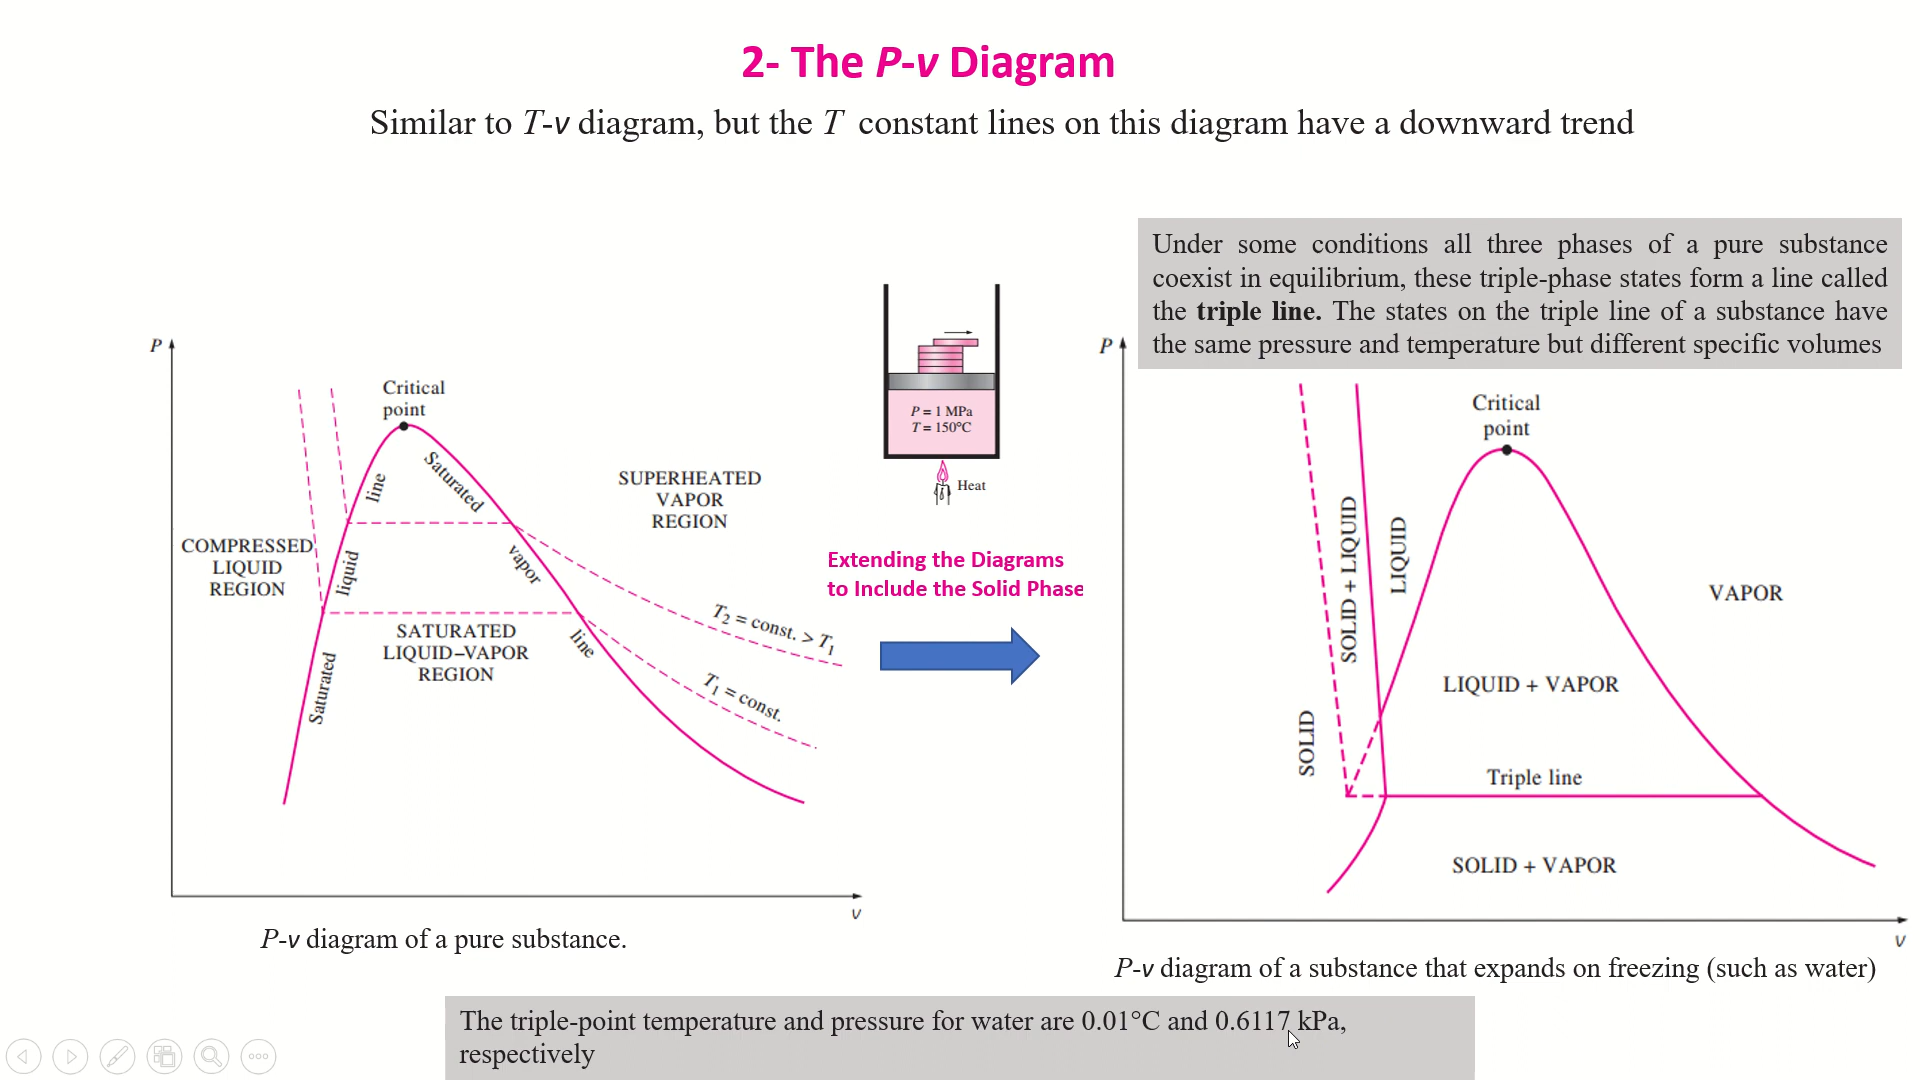 2- The P-v Diagram
Similar to T-v diagram, but the T constant lines on this diagram have a downward trend
Under some conditions all three phases of a pure substance
coexist in equilibrium, these triple-phase states form a line called
the triple line. The states on the triple line of a substance have
the same pressure and temperature but different specific volumes
P
Critical
point
Saturated
liquid
line
Saturated
vapor
line
COMPRESSED
LIQUID
REGION
SATURATED
LIQUID–VAPOR
REGION
SUPERHEATED
VAPOR
REGION
T2 = const. > T1
T1 = const.
v
P-v diagram of a pure substance.
P = 1 MPa
T = 150°C
Heat
Extending the Diagrams
to Include the Solid Phase
P
Critical
point
SOLID
SOLID + LIQUID
LIQUID
VAPOR
LIQUID + VAPOR
Triple line
SOLID + VAPOR
v
P-v diagram of a substance that expands on freezing (such as water)
The triple-point temperature and pressure for water are 0.01°C and 0.6117 kPa,
respectively